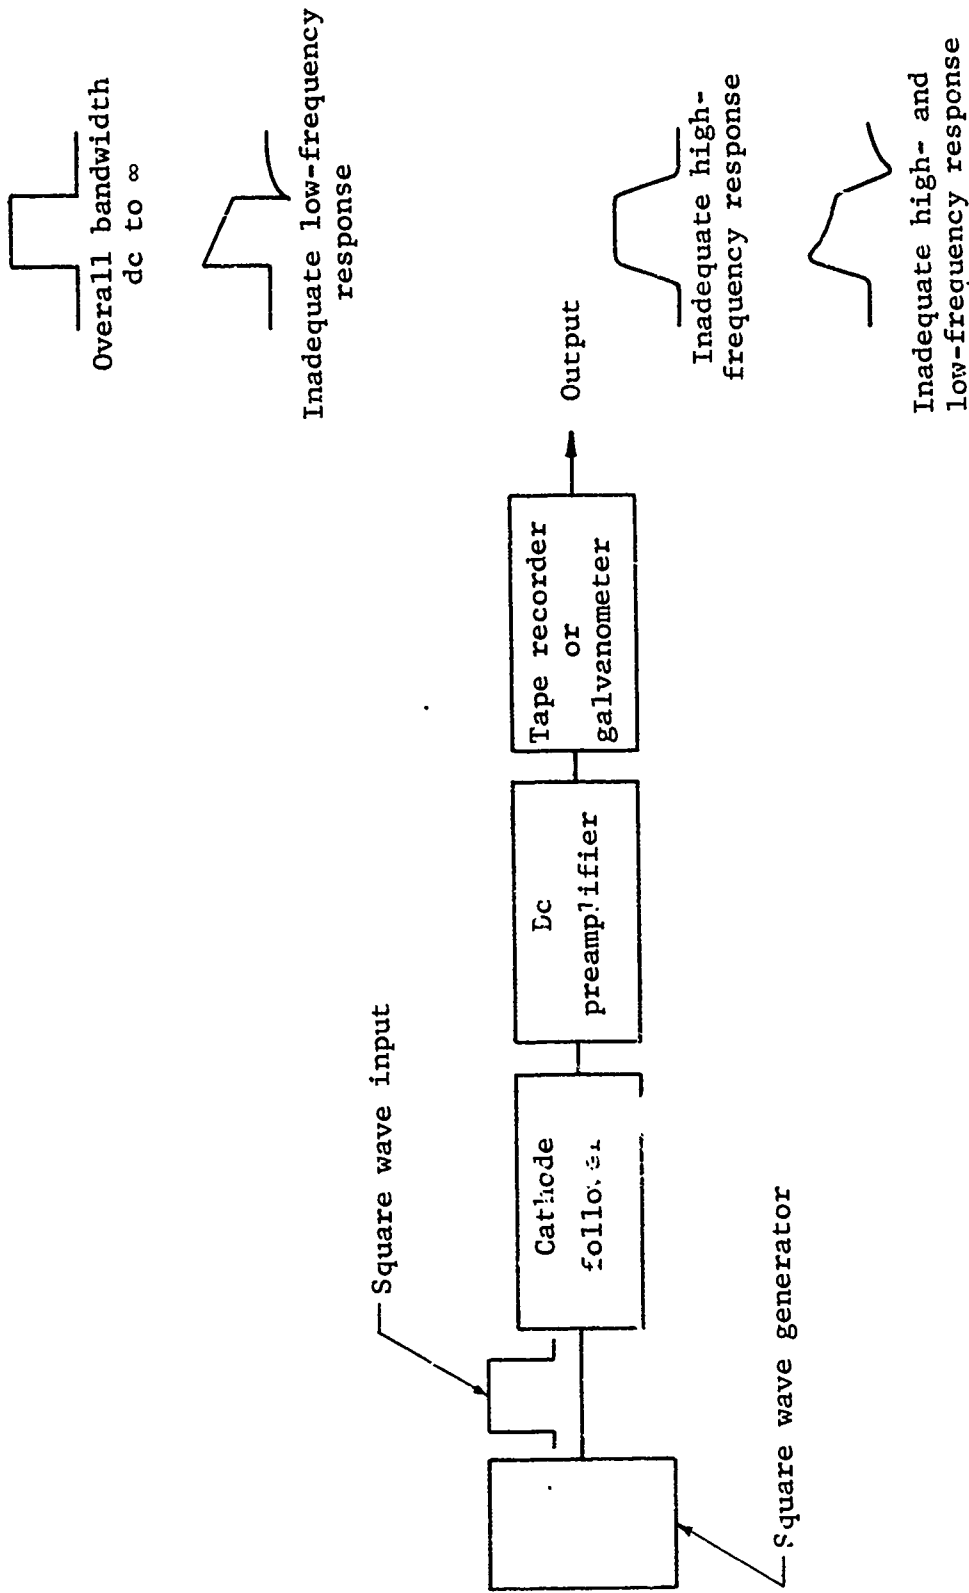 Overall bandwidth
dc to ∞
Inadequate low-frequency
response
Square wave input
Cathode
Dc
preamplifier
Tape recorder
or
galvanometer
Output
Inadequate high-
frequency response
Inadequate high- and
low-frequency response
Square wave generator